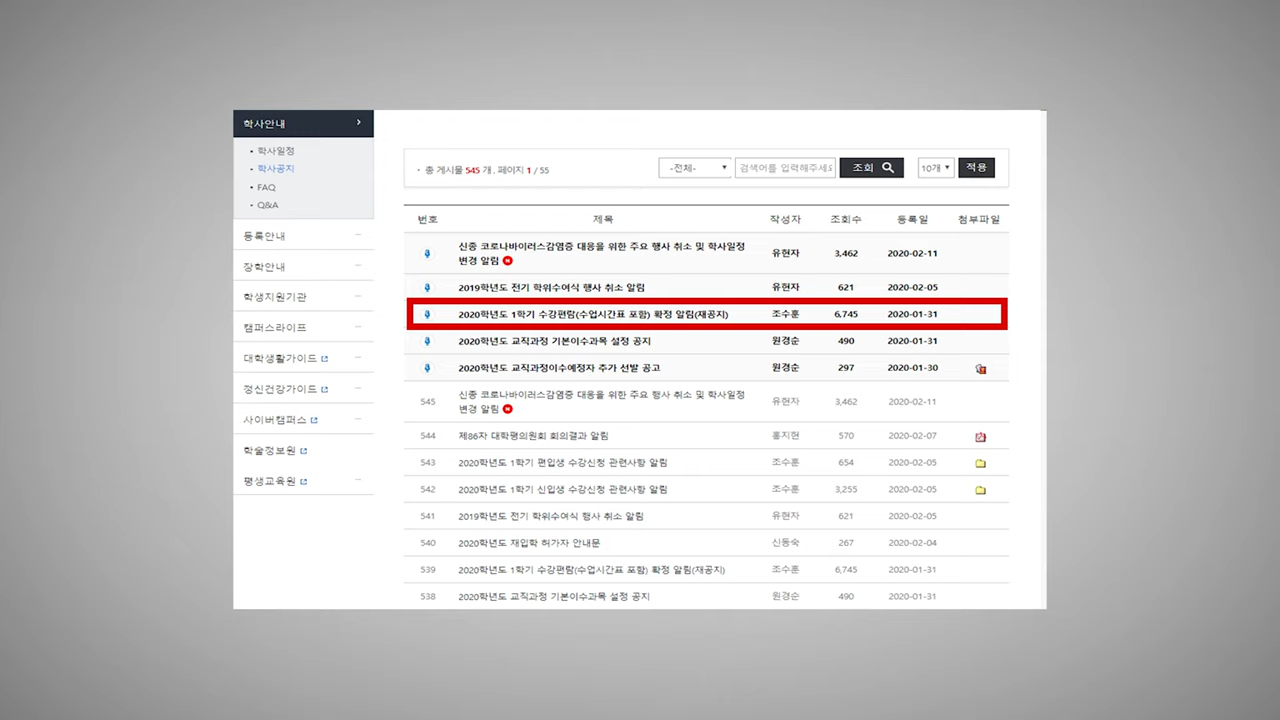 학사안내
학사일정
학사공지
FAQ
Q&A
등록안내
장학안내
학생지원기관
캠퍼스라이프
대학생활가이드
정신건강가이드
사이버캠퍼스
학술정보원
평생교육원
총 게시물 545 개, 페이지 1 / 55
-전체- 검색어를 입력해주세요 조회 10개 적용
번호 제목 작성자 조회수 등록일 첨부파일
신종 코로나바이러스감염증 대응을 위한 주요 행사 취소 및 학사일정
변경 알림 유현자 3,462 2020-02-11
2019학년도 전기 학위수여식 행사 취소 알림 유현자 621 2020-02-05
2020학년도 1학기 수강편람(수업시간표 포함) 확정 알림(재공지) 조수훈 6,745 2020-01-31
2020학년도 교직과정 기본이수과목 설정 공지 원경순 490 2020-01-31
2020학년도 교직과정이수예정자 추가 선발 공고 원경순 297 2020-01-30
545 신종 코로나바이러스감염증 대응을 위한 주요 행사 취소 및 학사일정
변경 알림 유현자 3,462 2020-02-11
544 제86차 대학평의원회 회의결과 알림 홍지현 570 2020-02-07
543 2020학년도 1학기 편입생 수강신청 관련사항 알림 조수훈 654 2020-02-05
542 2020학년도 1학기 신입생 수강신청 관련사항 알림 조수훈 3,255 2020-02-05
541 2019학년도 전기 학위수여식 행사 취소 알림 유현자 621 2020-02-05
540 2020학년도 재입학 허가자 안내문 신동숙 267 2020-02-04
539 2020학년도 1학기 수강편람(수업시간표 포함) 확정 알림(재공지) 조수훈 6,745 2020-01-31
538 2020학년도 교직과정 기본이수과목 설정 공지 원경순 490 2020-01-31